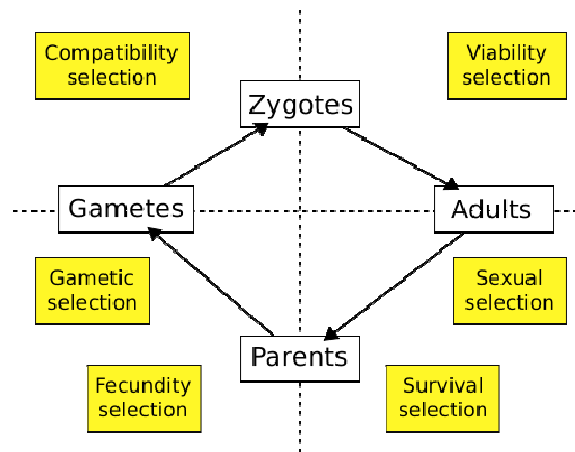 Compatibility
selection
Viability
selection
Zygotes
Gametes
Adults
Gametic
selection
Sexual
selection
Parents
Fecundity
selection
Survival
selection